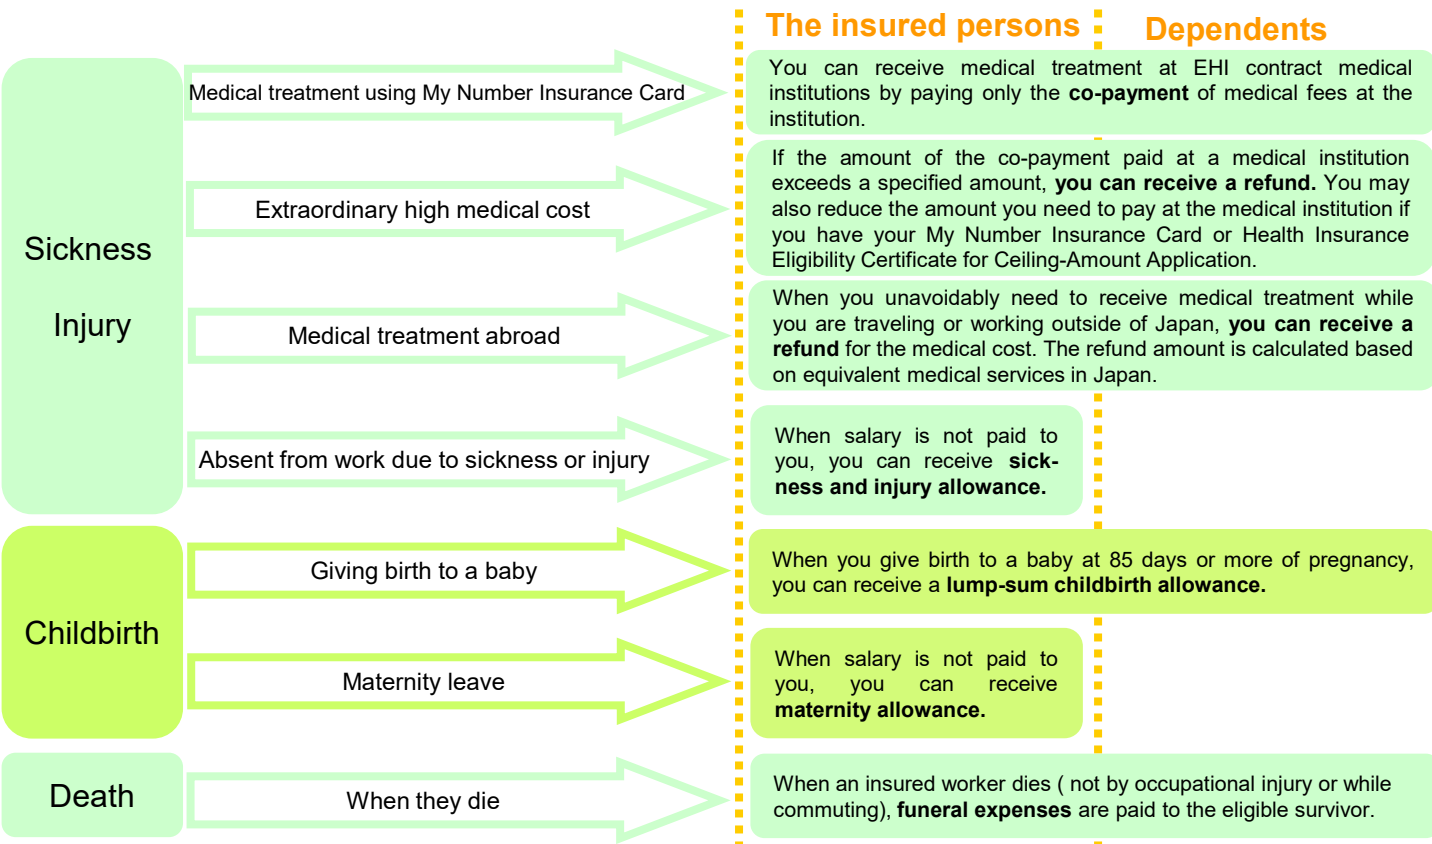 The insured persons
Dependents
Sickness
Injury
Medical treatment using My Number Insurance Card
You can receive medical treatment at EHI contract medical
institutions by paying only the co-payment of medical fees at the
institution.
Extraordinary high medical cost
If the amount of the co-payment paid at a medical institution
exceeds a specified amount, you can receive a refund. You may
also reduce the amount you need to pay at the medical institution if
you have your My Number Insurance Card or Health Insurance
Eligibility Certificate for Ceiling-Amount Application.
Medical treatment abroad
When you unavoidably need to receive medical treatment while
you are traveling or working outside of Japan, you can receive a
refund for the medical cost. The refund amount is calculated based
on equivalent medical services in Japan.
Absent from work due to sickness or injury
When salary is not paid to
you, you can receive sick-
ness and injury allowance.
Childbirth
Giving birth to a baby
When you give birth to a baby at 85 days or more of pregnancy,
you can receive a lump-sum childbirth allowance.
Maternity leave
When salary is not paid to
you, you can receive
maternity allowance.
Death
When they die
When an insured worker dies ( not by occupational injury or while
commuting), funeral expenses are paid to the eligible survivor.